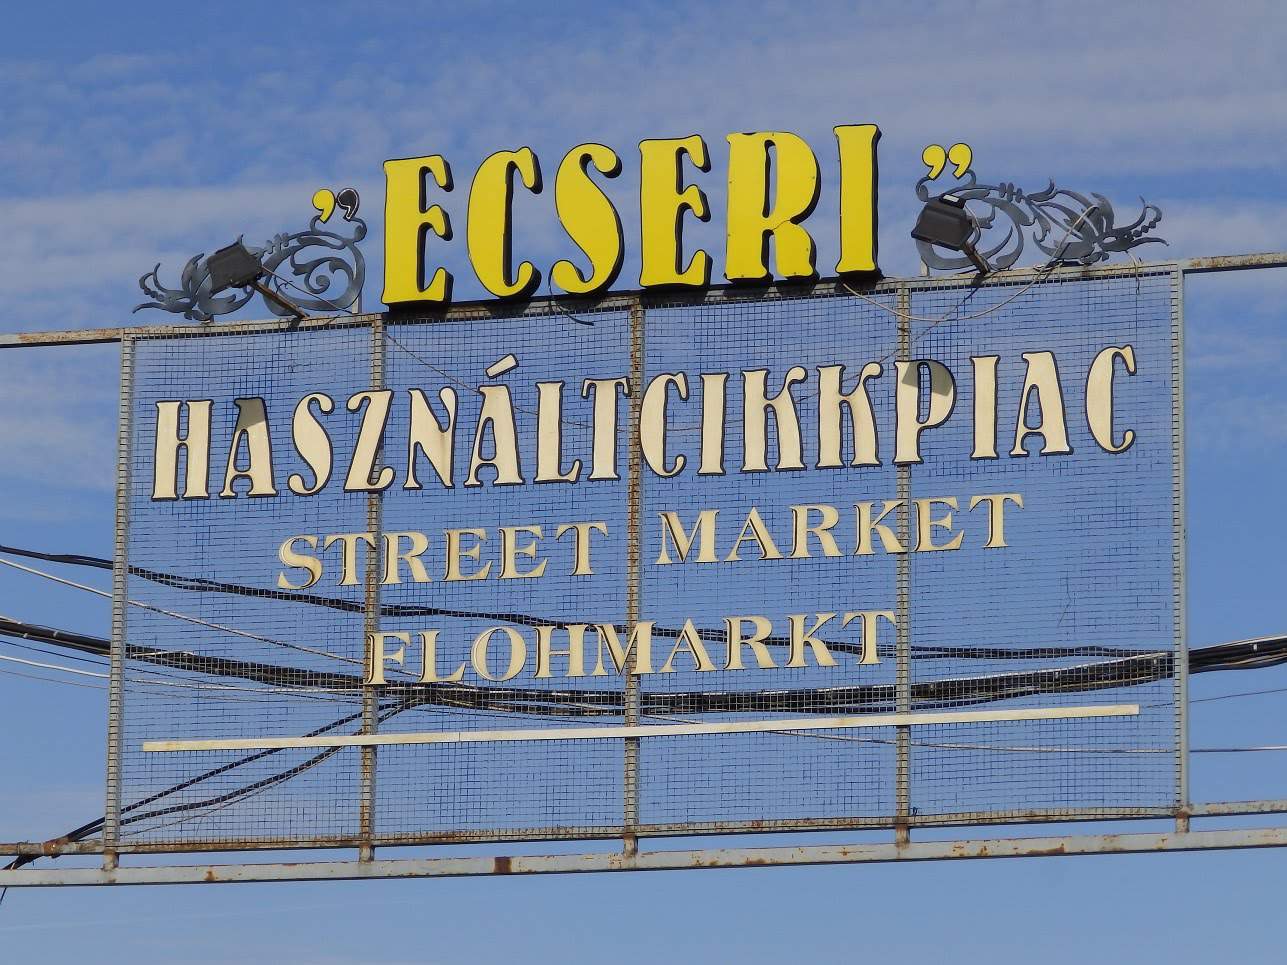 ”ECSERI”
HASZNÁLTCIKKPIAC
STREET MARKET
FLOHMARKT